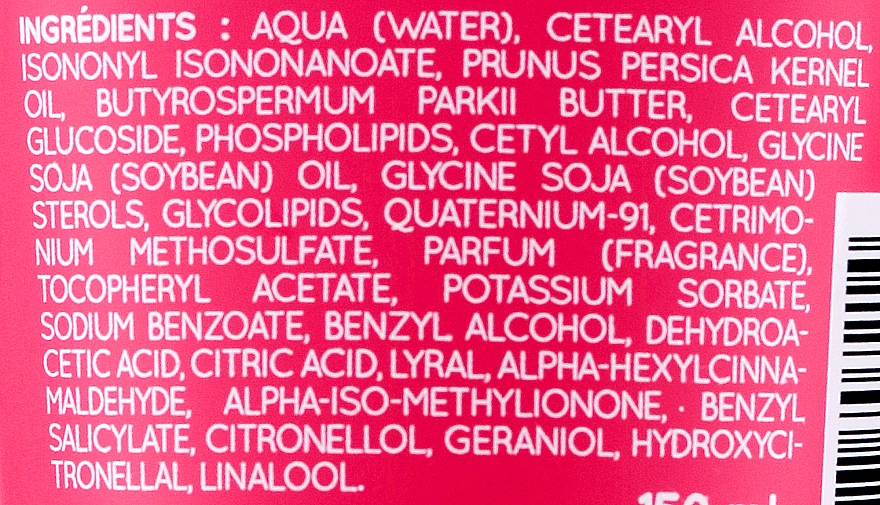 INGRÉDIENTS : AQUA (WATER), CETEARYL ALCOHOL,
ISONONYL ISONONANOATE, PRUNUS PERSICA KERNEL
OIL, BUTYROSPERMUM PARKII BUTTER, CETEARYL
GLUCOSIDE, PHOSPHOLIPIDS, CETYL ALCOHOL, GLYCINE
SOJA (SOYBEAN) OIL, GLYCINE SOJA (SOYBEAN)
STEROLS, GLYCOLIPIDS, QUATERNIUM-91, CETRIMO-
NIUM METHOSULFATE, PARFUM (FRAGRANCE),
TOCOPHERYL ACETATE, POTASSIUM SORBATE,
SODIUM BENZOATE, BENZYL ALCOHOL, DEHYDROA-
CETIC ACID, CITRIC ACID, LYRAL, ALPHA-HEXYLCINNA-
MALDEHYDE, ALPHA-ISO-METHYLIONONE, · BENZYL
SALICYLATE, CITRONELLOL, GERANIOL, HYDROXYCI-
TRONELLAL, LINALOOL.